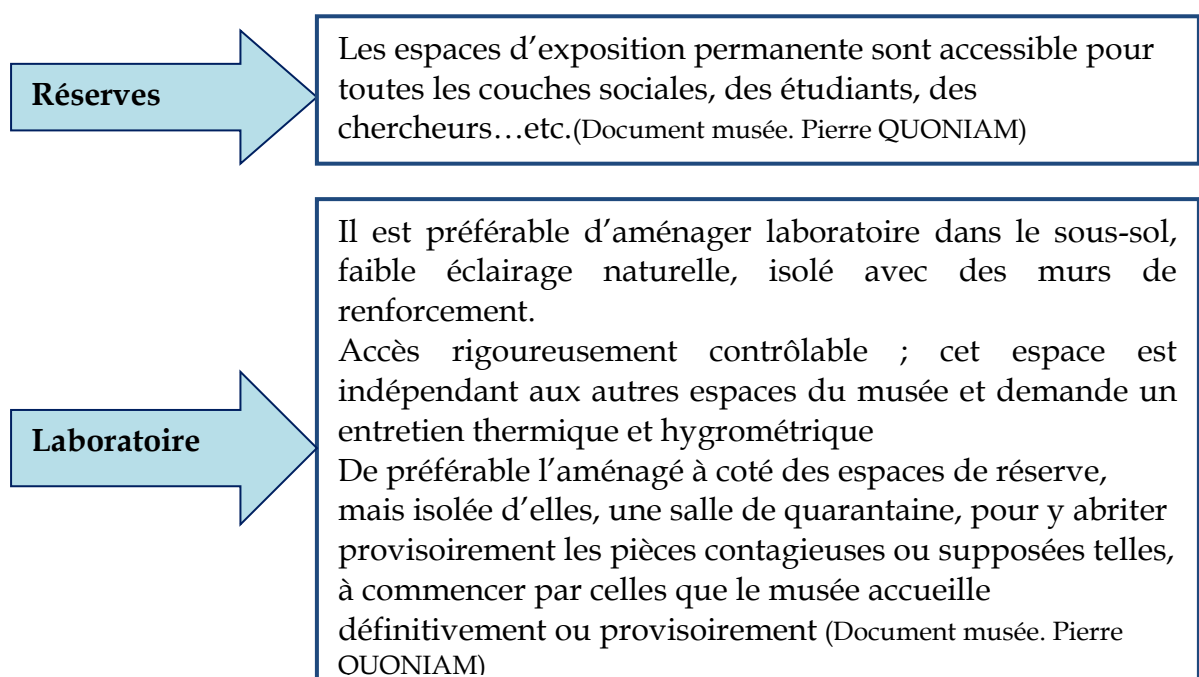 Réserves
Les espaces d’exposition permanente sont accessible pour
toutes les couches sociales, des étudiants, des
chercheurs…etc.(Document musée. Pierre QUONIAM)
Laboratoire
Il est préférable d’aménager laboratoire dans le sous-sol,
faible éclairage naturelle, isolé avec des murs de
renforcement.
Accès rigoureusement contrôlable ; cet espace est
indépendant aux autres espaces du musée et demande un
entretien thermique et hygrométrique
De préférable l’aménagé à coté des espaces de réserve,
mais isolée d’elles, une salle de quarantaine, pour y abriter
provisoirement les pièces contagieuses ou supposées telles,
à commencer par celles que le musée accueille
définitivement ou provisoirement (Document musée. Pierre
QUONIAM)